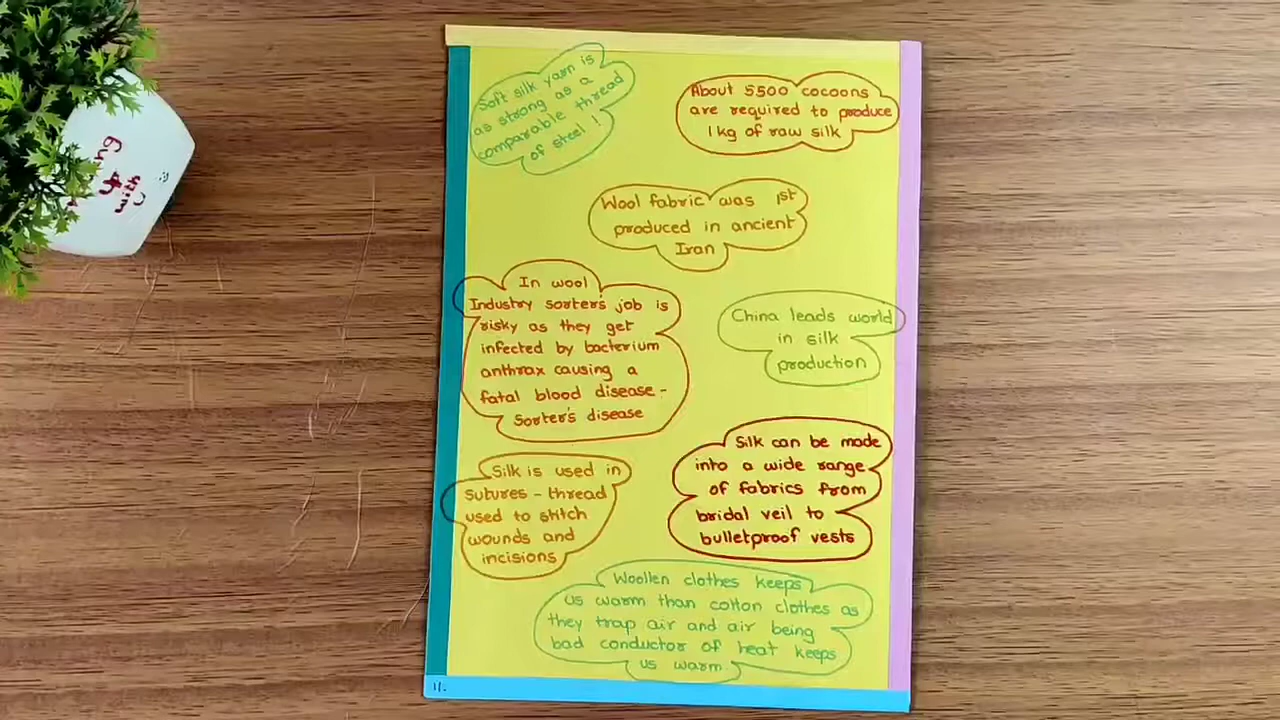 Soft silk yarn is
as strong as a
comparable thread
of steel !
About 5500 cocoons
are required to produce
1kg of raw silk
Wool fabric was 1st
produced in ancient
Iran
In wool
Industry sorter's job is
risky as they get
infected by bacterium
anthrax causing a
fatal blood disease -
Sorter's disease
China leads world
in silk
production
Silk is used in
sutures - thread
used to stitch
wounds and
incisions
Silk can be made
into a wide range
of fabrics from
bridal veil to
bulletproof vests
Woollen clothes keeps
us warm than cotton clothes as
they trap air and air being
bad conductor of heat keeps
us warm
11.
with